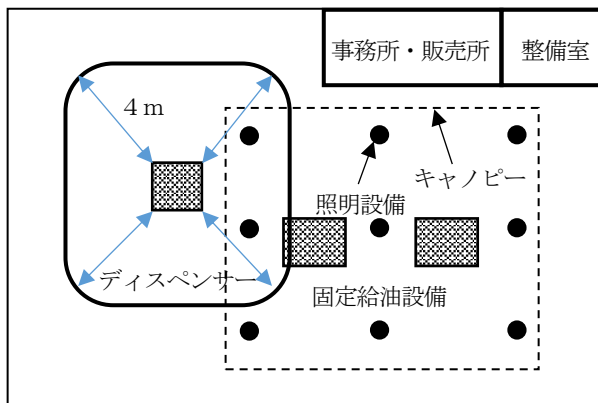 事務所・販売所
整備室
４ｍ
キャノピー
照明設備
ディスペンサー
固定給油設備